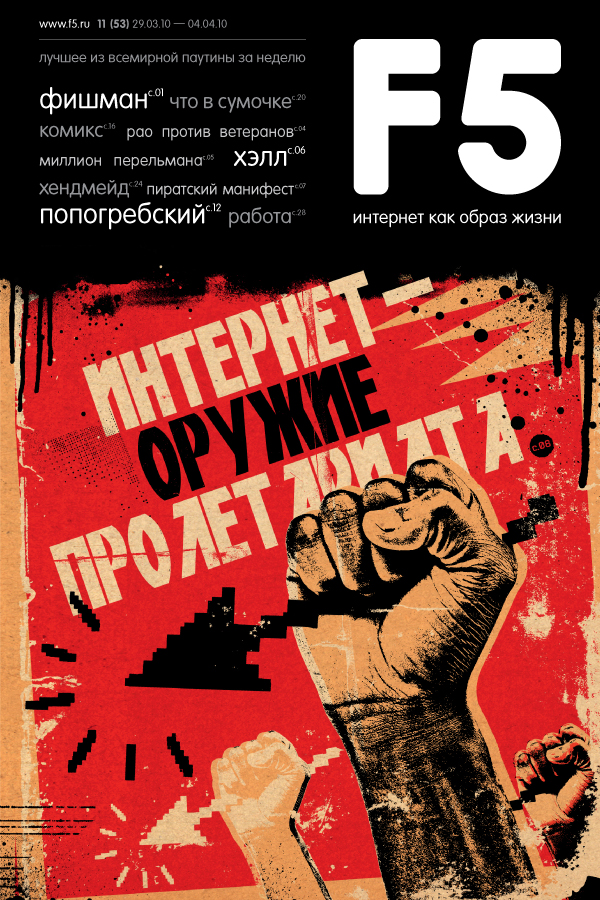 www.f5.ru 11 (53) 29.03.10 — 04.04.10
лучшее из всемирной паутины за неделю
фишман с.01 что в сумочке с.20
комикс с.16 рао против ветеранов с.04
миллион перельмана с.05 хэлл с.06
хендмейд с.24 пиратский манифест с.07
попогребский с.12 работа с.28
F5
интернет как образ жизни
ИНТЕРНЕТ —
ОРУЖИЕ
ПРОЛЕТАРИАТА с.08